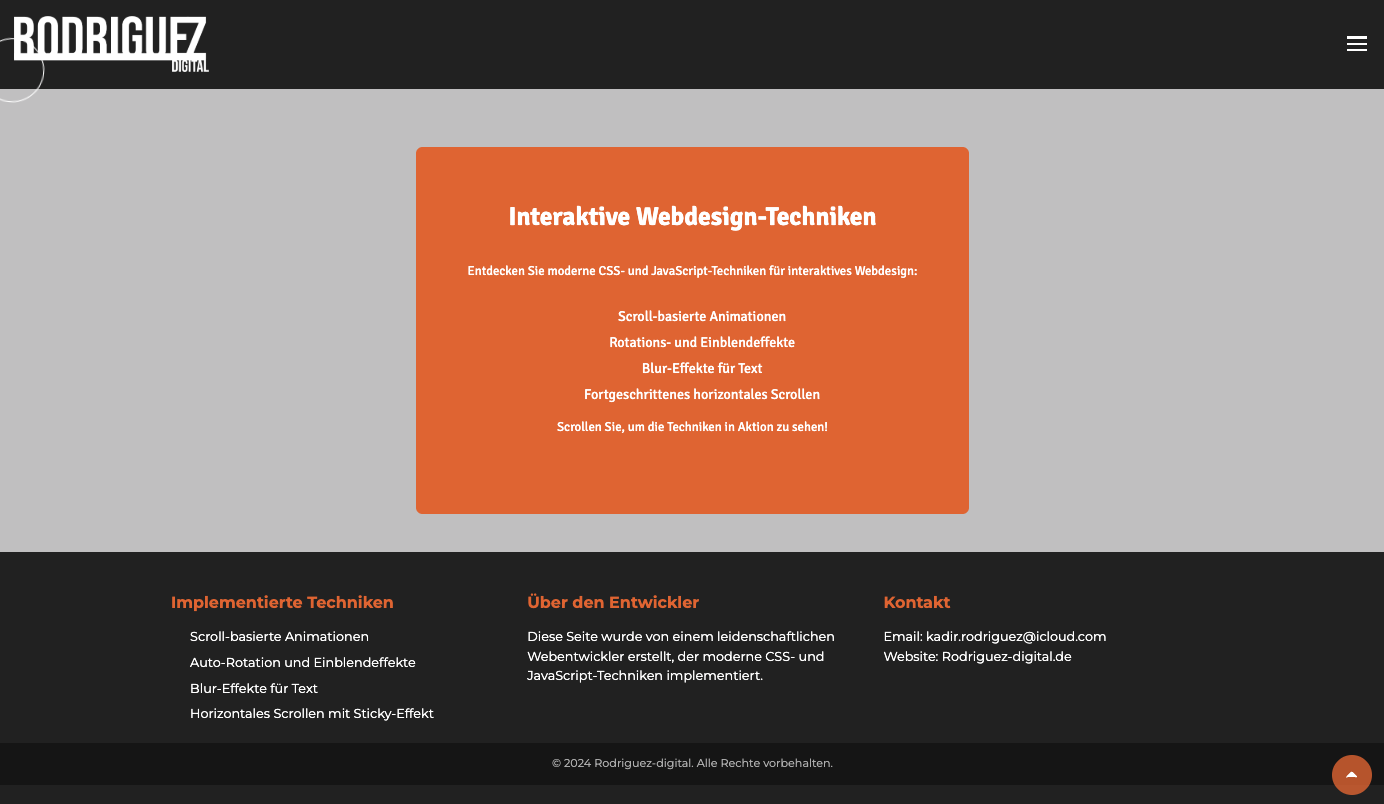 RODRIGUEZ
DIGITAL
Interaktive Webdesign-Techniken
Entdecken Sie moderne CSS- und JavaScript-Techniken für interaktives Webdesign:
Scroll-basierte Animationen
Rotations- und Einblendeffekte
Blur-Effekte für Text
Fortgeschrittenes horizontales Scrollen
Scrollen Sie, um die Techniken in Aktion zu sehen!
Implementierte Techniken
Scroll-basierte Animationen
Auto-Rotation und Einblendeffekte
Blur-Effekte für Text
Horizontales Scrollen mit Sticky-Effekt
Über den Entwickler
Diese Seite wurde von einem leidenschaftlichen
Webentwickler erstellt, der moderne CSS- und
JavaScript-Techniken implementiert.
Kontakt
Email: kadir.rodriguez@icloud.com
Website: Rodriguez-digital.de
© 2024 Rodriguez-digital. Alle Rechte vorbehalten.